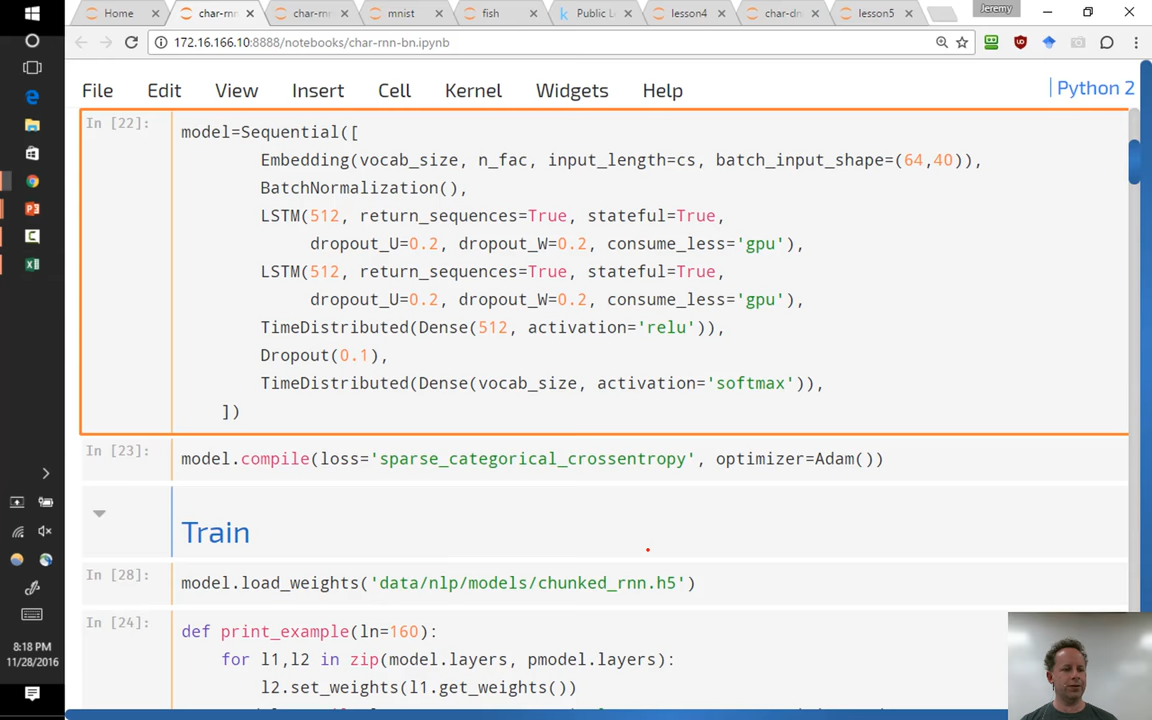 Home
char-rnn
char-rnn
mnist
fish
Public L
lesson4
char-dn
lesson5
Jeremy
172.16.166.10:8888/notebooks/char-rnn-bn.ipynb
File Edit View Insert Cell Kernel Widgets Help
Python 2
In [22]:
model=Sequential([
Embedding(vocab_size, n_fac, input_length=cs, batch_input_shape=(64,40)),
BatchNormalization(),
LSTM(512, return_sequences=True, stateful=True,
dropout_U=0.2, dropout_W=0.2, consume_less='gpu'),
LSTM(512, return_sequences=True, stateful=True,
dropout_U=0.2, dropout_W=0.2, consume_less='gpu'),
TimeDistributed(Dense(512, activation='relu')),
Dropout(0.1),
TimeDistributed(Dense(vocab_size, activation='softmax')),
])
In [23]:
model.compile(loss='sparse_categorical_crossentropy', optimizer=Adam())
Train
In [28]:
model.load_weights('data/nlp/models/chunked_rnn.h5')
In [24]:
def print_example(ln=160):
for l1,l2 in zip(model.layers, pmodel.layers):
l2.set_weights(l1.get_weights())
8:18 PM
11/28/2016